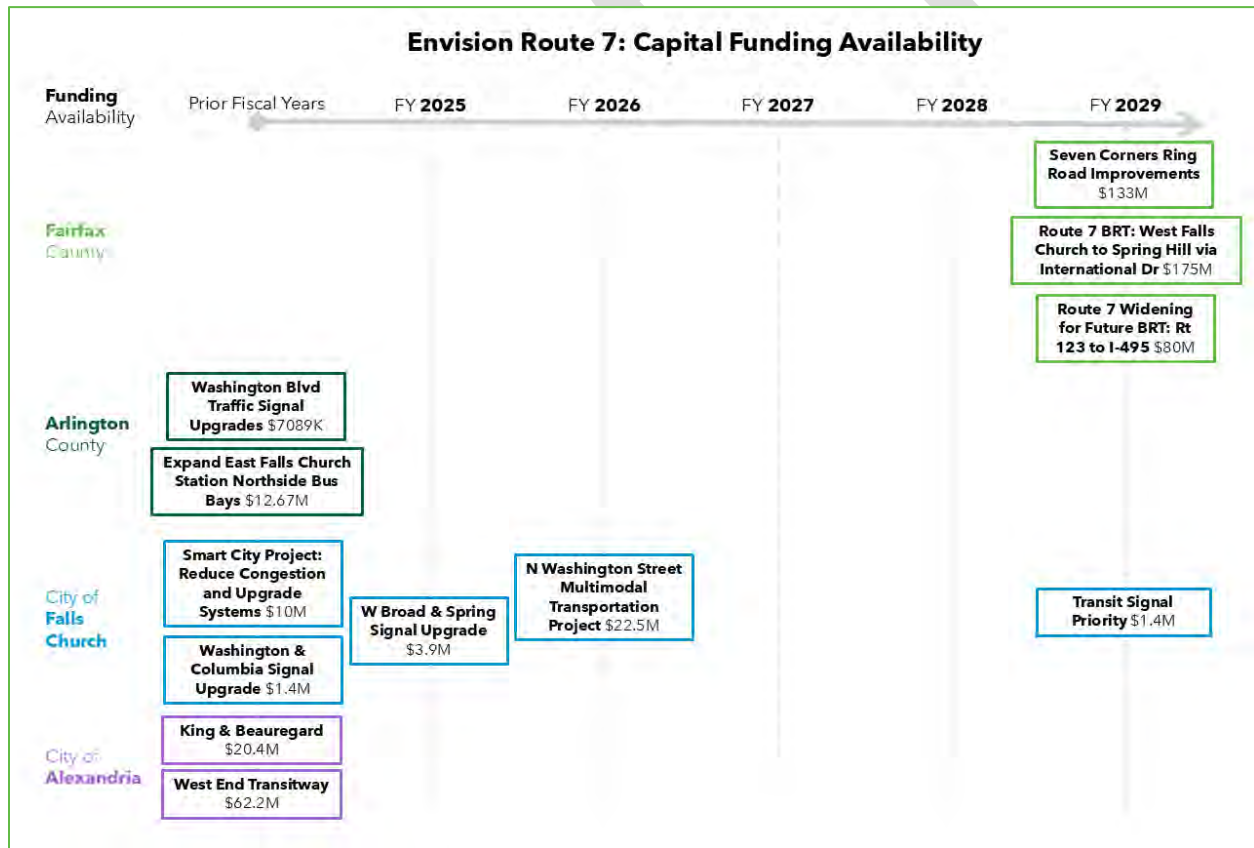 Envision Route 7: Capital Funding Availability
Funding
Availability
Prior Fiscal Years
FY 2025
FY 2026
FY 2027
FY 2028
FY 2029
Fairfax
County
Seven Corners Ring
Road Improvements
$133M
Route 7 BRT: West Falls
Church to Spring Hill via
International Dr $175M
Route 7 Widening
for Future BRT: Rt
123 to I-495 $80M
Arlington
County
Washington Blvd
Traffic Signal
Upgrades $7089K
Expand East Falls Church
Station Northside Bus
Bays $12.67M
City of
Falls
Church
Smart City Project:
Reduce Congestion
and Upgrade
Systems $10M
Washington &
Columbia Signal
Upgrade $1.4M
W Broad & Spring
Signal Upgrade
$3.9M
N Washington Street
Multimodal
Transportation
Project $22.5M
Transit Signal
Priority $1.4M
City of
Alexandria
King & Beauregard
$20.4M
West End Transitway
$62.2M